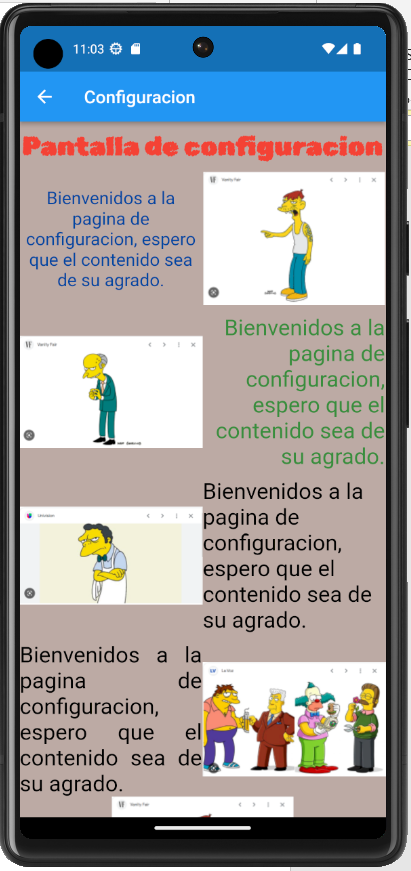 11:03
Configuracion
Pantalla de configuracion
Bienvenidos a la
pagina de
configuracion, espero
que el contenido sea
de su agrado.
Vanity Fair
Vanity Fair
Bienvenidos a la
pagina de
configuracion,
espero que el
contenido sea de
su agrado.
Univision
Bienvenidos a la
pagina de
configuracion,
espero que el
contenido sea de
su agrado.
Bienvenidos a la
pagina de
configuracion,
espero que el
contenido sea de
su agrado.
Vanity Fair